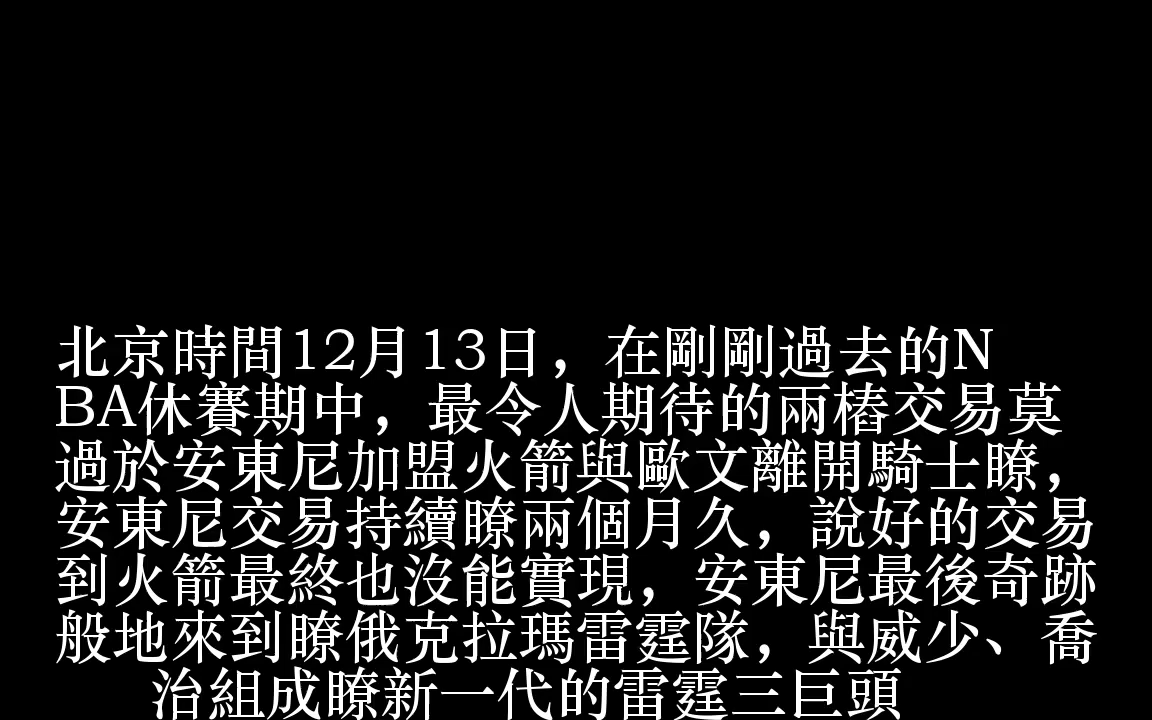 北京時間12月13日，在剛剛過去的N
BA休賽期中，最令人期待的兩樁交易莫
過於安東尼加盟火箭與歐文離開騎士瞭，
安東尼交易持續瞭兩個月久，說好的交易
到火箭最終也沒能實現，安東尼最後奇跡
般地來到瞭俄克拉瑪雷霆隊，與威少、喬
治組成瞭新一代的雷霆三巨頭